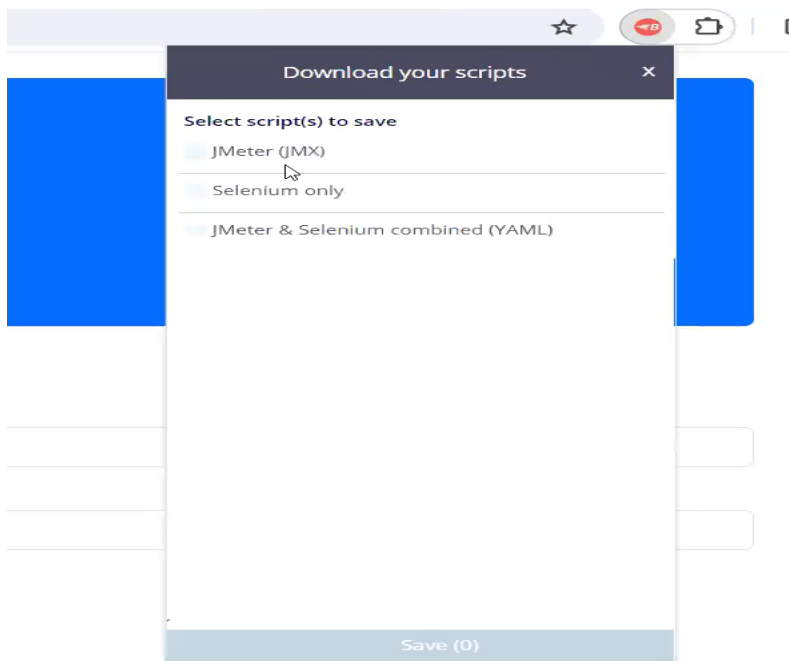 Download your scripts
Select script(s) to save
JMeter (JMX)
Selenium only
JMeter & Selenium combined (YAML)
Save (0)